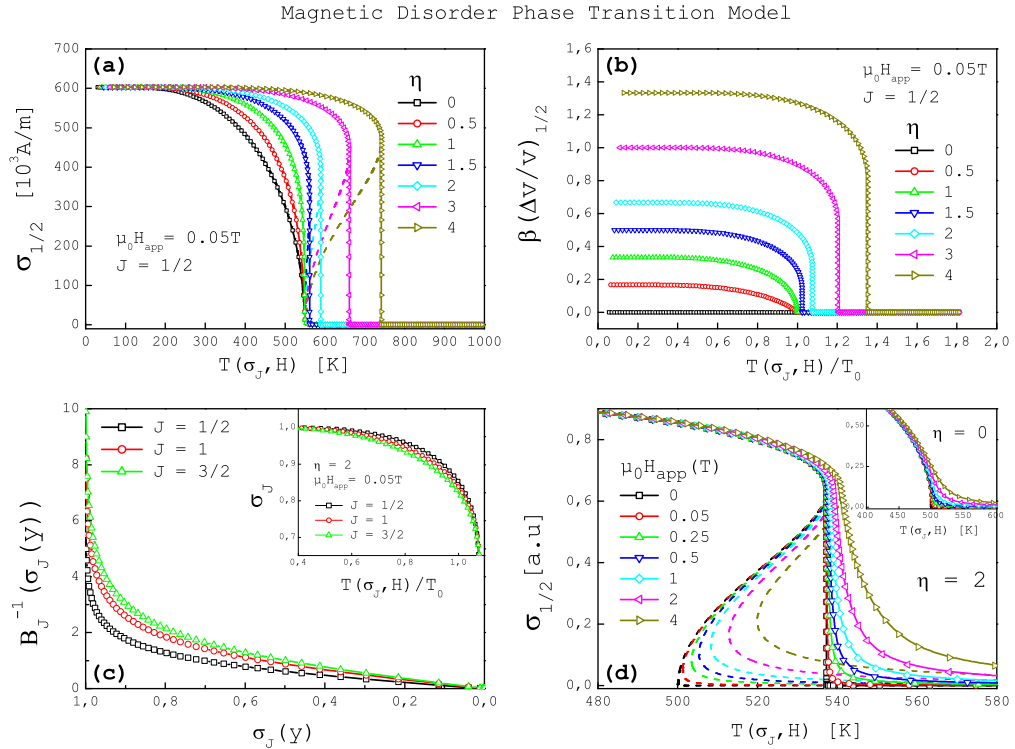 Magnetic Disorder Phase Transition Model
(a)
700
600
500
400
300
200
100
0
σ1/2 [10³A/m]
η
0
0.5
1
1.5
2
3
4
μ0Happ= 0.05T
J = 1/2
0 100 200 300 400 500 600 700 800 900 1000
T(σJ,H) [K]
(b)
1,6
1,4
1,2
1,0
0,8
0,6
0,4
0,2
0,0
β(Δv/v)1/2
μ0Happ= 0.05T
J = 1/2
η
0
0.5
1
1.5
2
3
4
0,0 0,2 0,4 0,6 0,8 1,0 1,2 1,4 1,6 1,8 2,0
T(σJ,H)/T0
(c)
10
8
6
4
2
0
BJ⁻¹(σJ(y))
J = 1/2
J = 1
J = 3/2
1,0 0,8 0,6 0,4 0,2 0,0
σJ(y)
1,0
0,9
0,8
0,7
σJ
η = 2
μ0Happ= 0.05T
J = 1/2
J = 1
J = 3/2
0,4 0,6 0,8 1,0
T(σJ,H)/T0
(d)
0,8
0,6
0,4
0,2
0,0
σ1/2 [a.u]
μ0Happ(T)
0
0.05
0.25
0.5
1
2
4
η = 2
480 500 520 540 560 580
T(σJ,H) [K]
0,50
0,25
0,00
η = 0
400 450 500 550 600
T(σJ,H) [K]